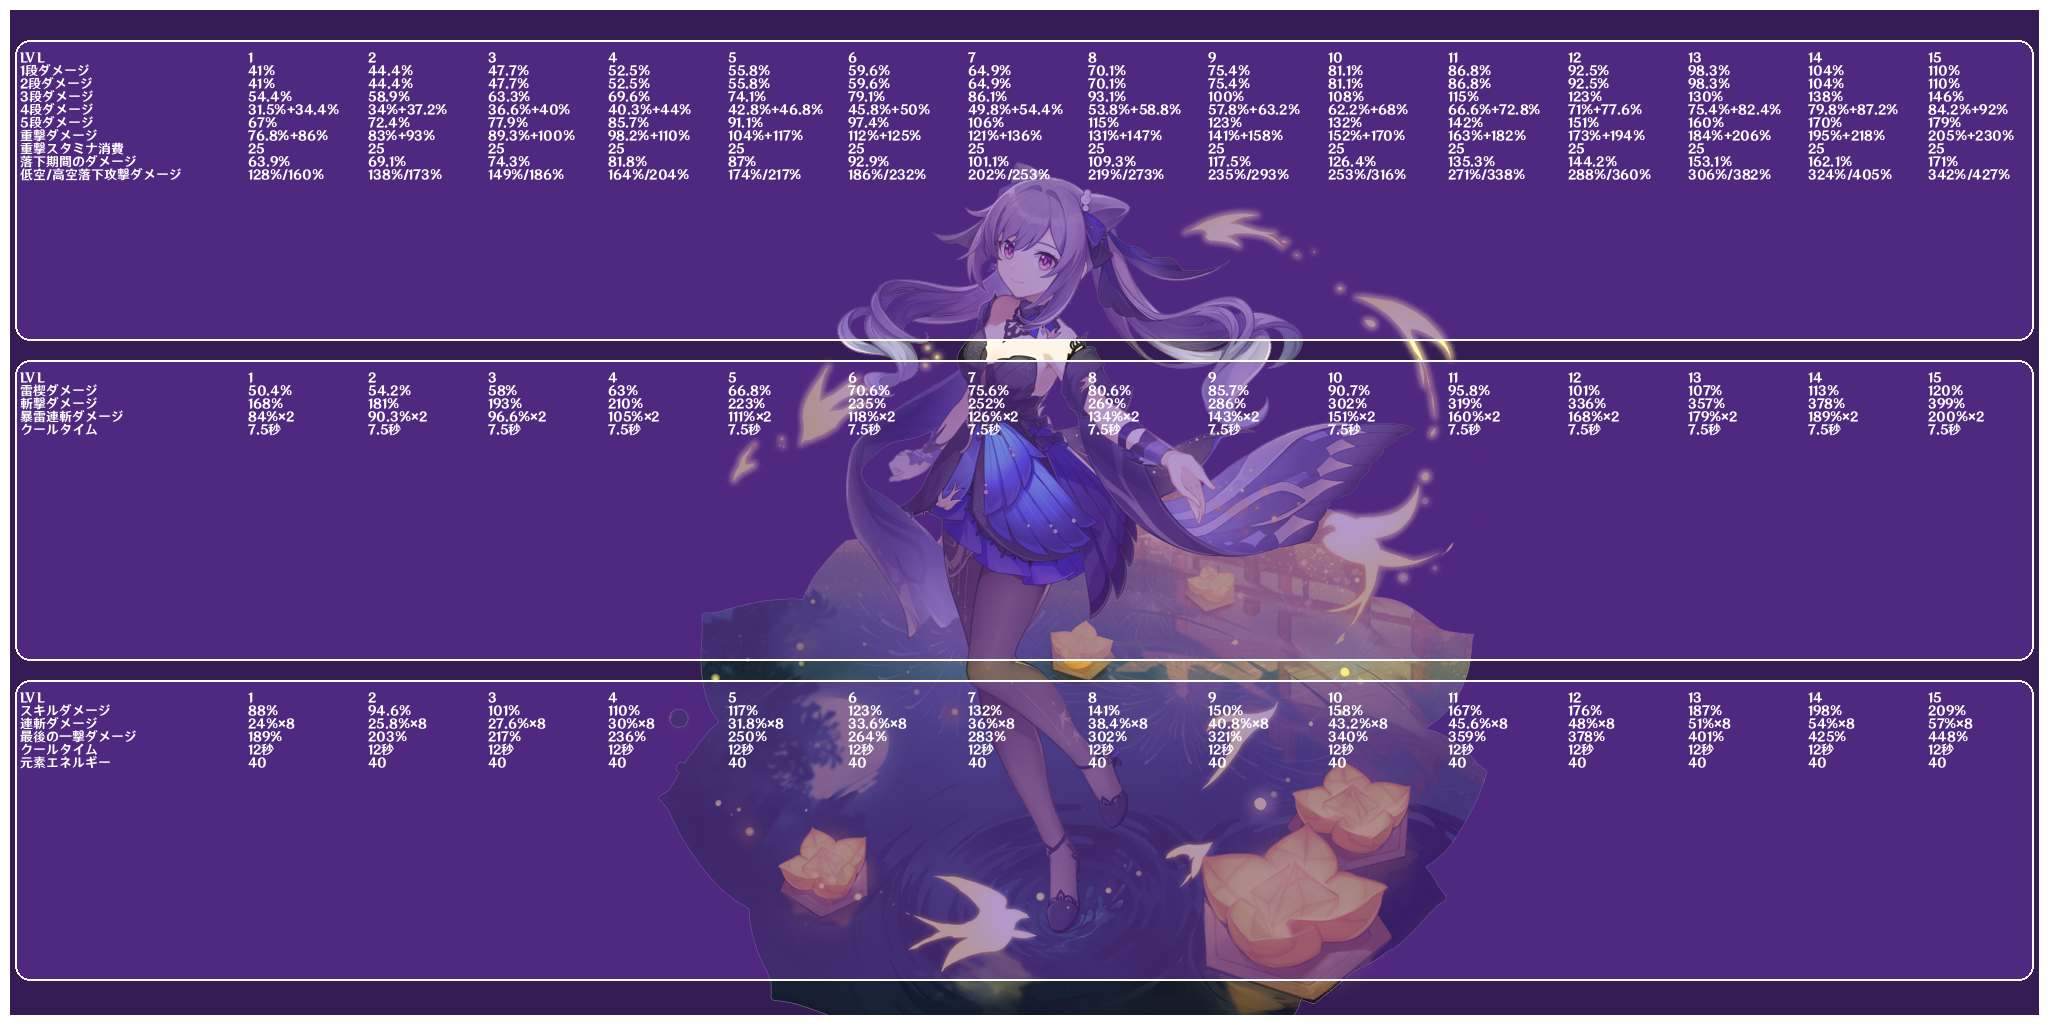 LVL 1 2 3 4 5 6 7 8 9 10 11 12 13 14 15
1段ダメージ 41% 44.4% 47.7% 52.5% 55.8% 59.6% 64.9% 70.1% 75.4% 81.1% 86.8% 92.5% 98.3% 104% 110%
2段ダメージ 41% 44.4% 47.7% 52.5% 55.8% 59.6% 64.9% 70.1% 75.4% 81.1% 86.8% 92.5% 98.3% 104% 110%
3段ダメージ 54.4% 58.9% 63.3% 69.6% 74.1% 79.1% 86.1% 93.1% 100% 108% 115% 123% 130% 138% 146%
4段ダメージ 31.5%+34.4% 34%+37.2% 36.6%+40% 40.3%+44% 42.8%+46.8% 45.8%+50% 49.8%+54.4% 53.8%+58.8% 57.8%+63.2% 62.2%+68% 66.6%+72.8% 71%+77.6% 75.4%+82.4% 79.8%+87.2% 84.2%+92%
5段ダメージ 67% 72.4% 77.9% 85.7% 91.1% 97.4% 106% 115% 123% 132% 142% 151% 160% 170% 179%
重撃ダメージ 76.8%+86% 83%+93% 89.3%+100% 98.2%+110% 104%+117% 112%+125% 121%+136% 131%+147% 141%+158% 152%+170% 163%+182% 173%+194% 184%+206% 195%+218% 205%+230%
重撃スタミナ消費 25 25 25 25 25 25 25 25 25 25 25 25 25 25 25
落下期間のダメージ 63.9% 69.1% 74.3% 81.8% 87% 92.9% 101.1% 109.3% 117.5% 126.4% 135.3% 144.2% 153.1% 162.1% 171%
低空/高空落下攻撃ダメージ 128%/160% 138%/173% 149%/186% 164%/204% 174%/217% 186%/232% 202%/253% 219%/273% 235%/293% 253%/316% 271%/338% 288%/360% 306%/382% 324%/405% 342%/427%
LVL 1 2 3 4 5 6 7 8 9 10 11 12 13 14 15
雷楔ダメージ 50.4% 54.2% 58% 63% 66.8% 70.6% 75.6% 80.6% 85.7% 90.7% 95.8% 101% 107% 113% 120%
斬撃ダメージ 168% 181% 193% 210% 223% 235% 252% 269% 286% 302% 319% 336% 357% 378% 399%
暴雷連斬ダメージ 84%×2 90.3%×2 96.6%×2 105%×2 111%×2 118%×2 126%×2 134%×2 143%×2 151%×2 160%×2 168%×2 179%×2 189%×2 200%×2
クールタイム 7.5秒 7.5秒 7.5秒 7.5秒 7.5秒 7.5秒 7.5秒 7.5秒 7.5秒 7.5秒 7.5秒 7.5秒 7.5秒 7.5秒 7.5秒
LVL 1 2 3 4 5 6 7 8 9 10 11 12 13 14 15
スキルダメージ 88% 94.6% 101% 110% 117% 123% 132% 141% 150% 158% 167% 176% 187% 198% 209%
連斬ダメージ 24%×8 25.8%×8 27.6%×8 30%×8 31.8%×8 33.6%×8 36%×8 38.4%×8 40.8%×8 43.2%×8 45.6%×8 48%×8 51%×8 54%×8 57%×8
最後の一撃ダメージ 189% 203% 217% 236% 250% 264% 283% 302% 321% 340% 359% 378% 401% 425% 448%
クールタイム 12秒 12秒 12秒 12秒 12秒 12秒 12秒 12秒 12秒 12秒 12秒 12秒 12秒 12秒 12秒
元素エネルギー 40 40 40 40 40 40 40 40 40 40 40 40 40 40 40